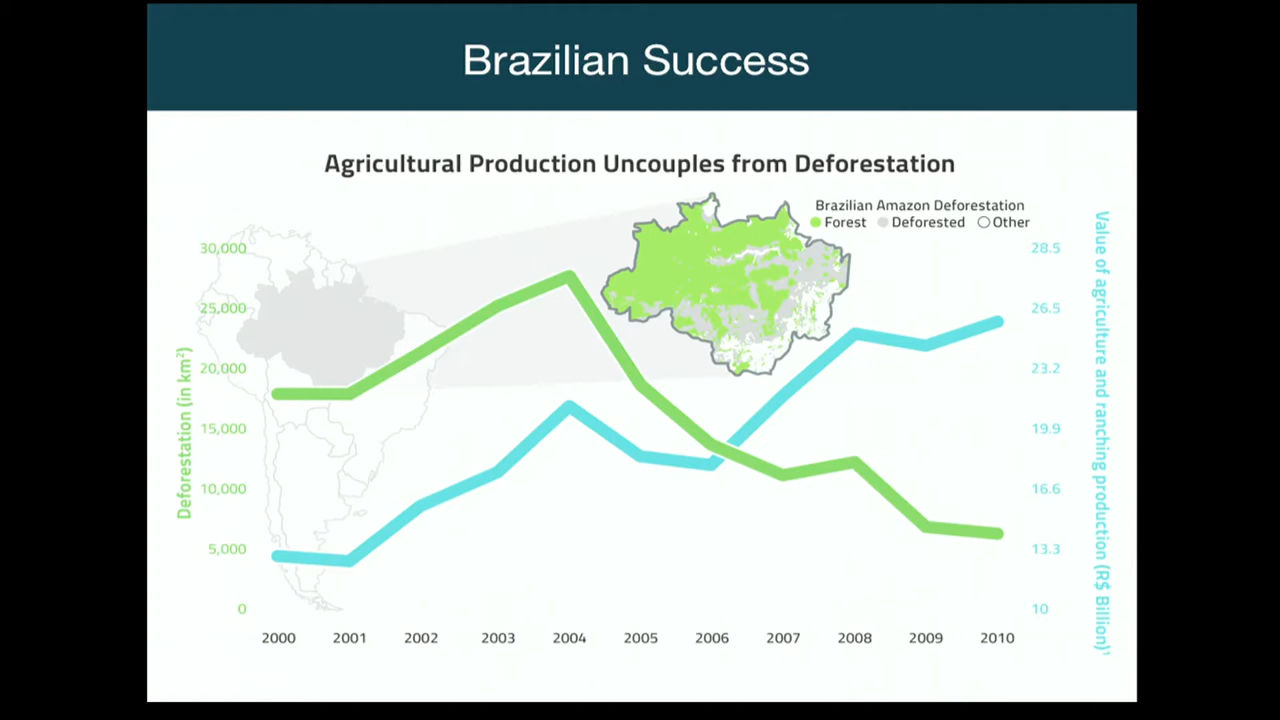 Brazilian Success
Agricultural Production Uncouples from Deforestation
Brazilian Amazon Deforestation
Forest Deforested Other
Deforestation (in km²)
30,000
25,000
20,000
15,000
10,000
5,000
0
28.5
26.5
23.2
19.9
16.6
13.3
10
Value of agriculture and ranching production (R$ Billion)¹
2000 2001 2002 2003 2004 2005 2006 2007 2008 2009 2010